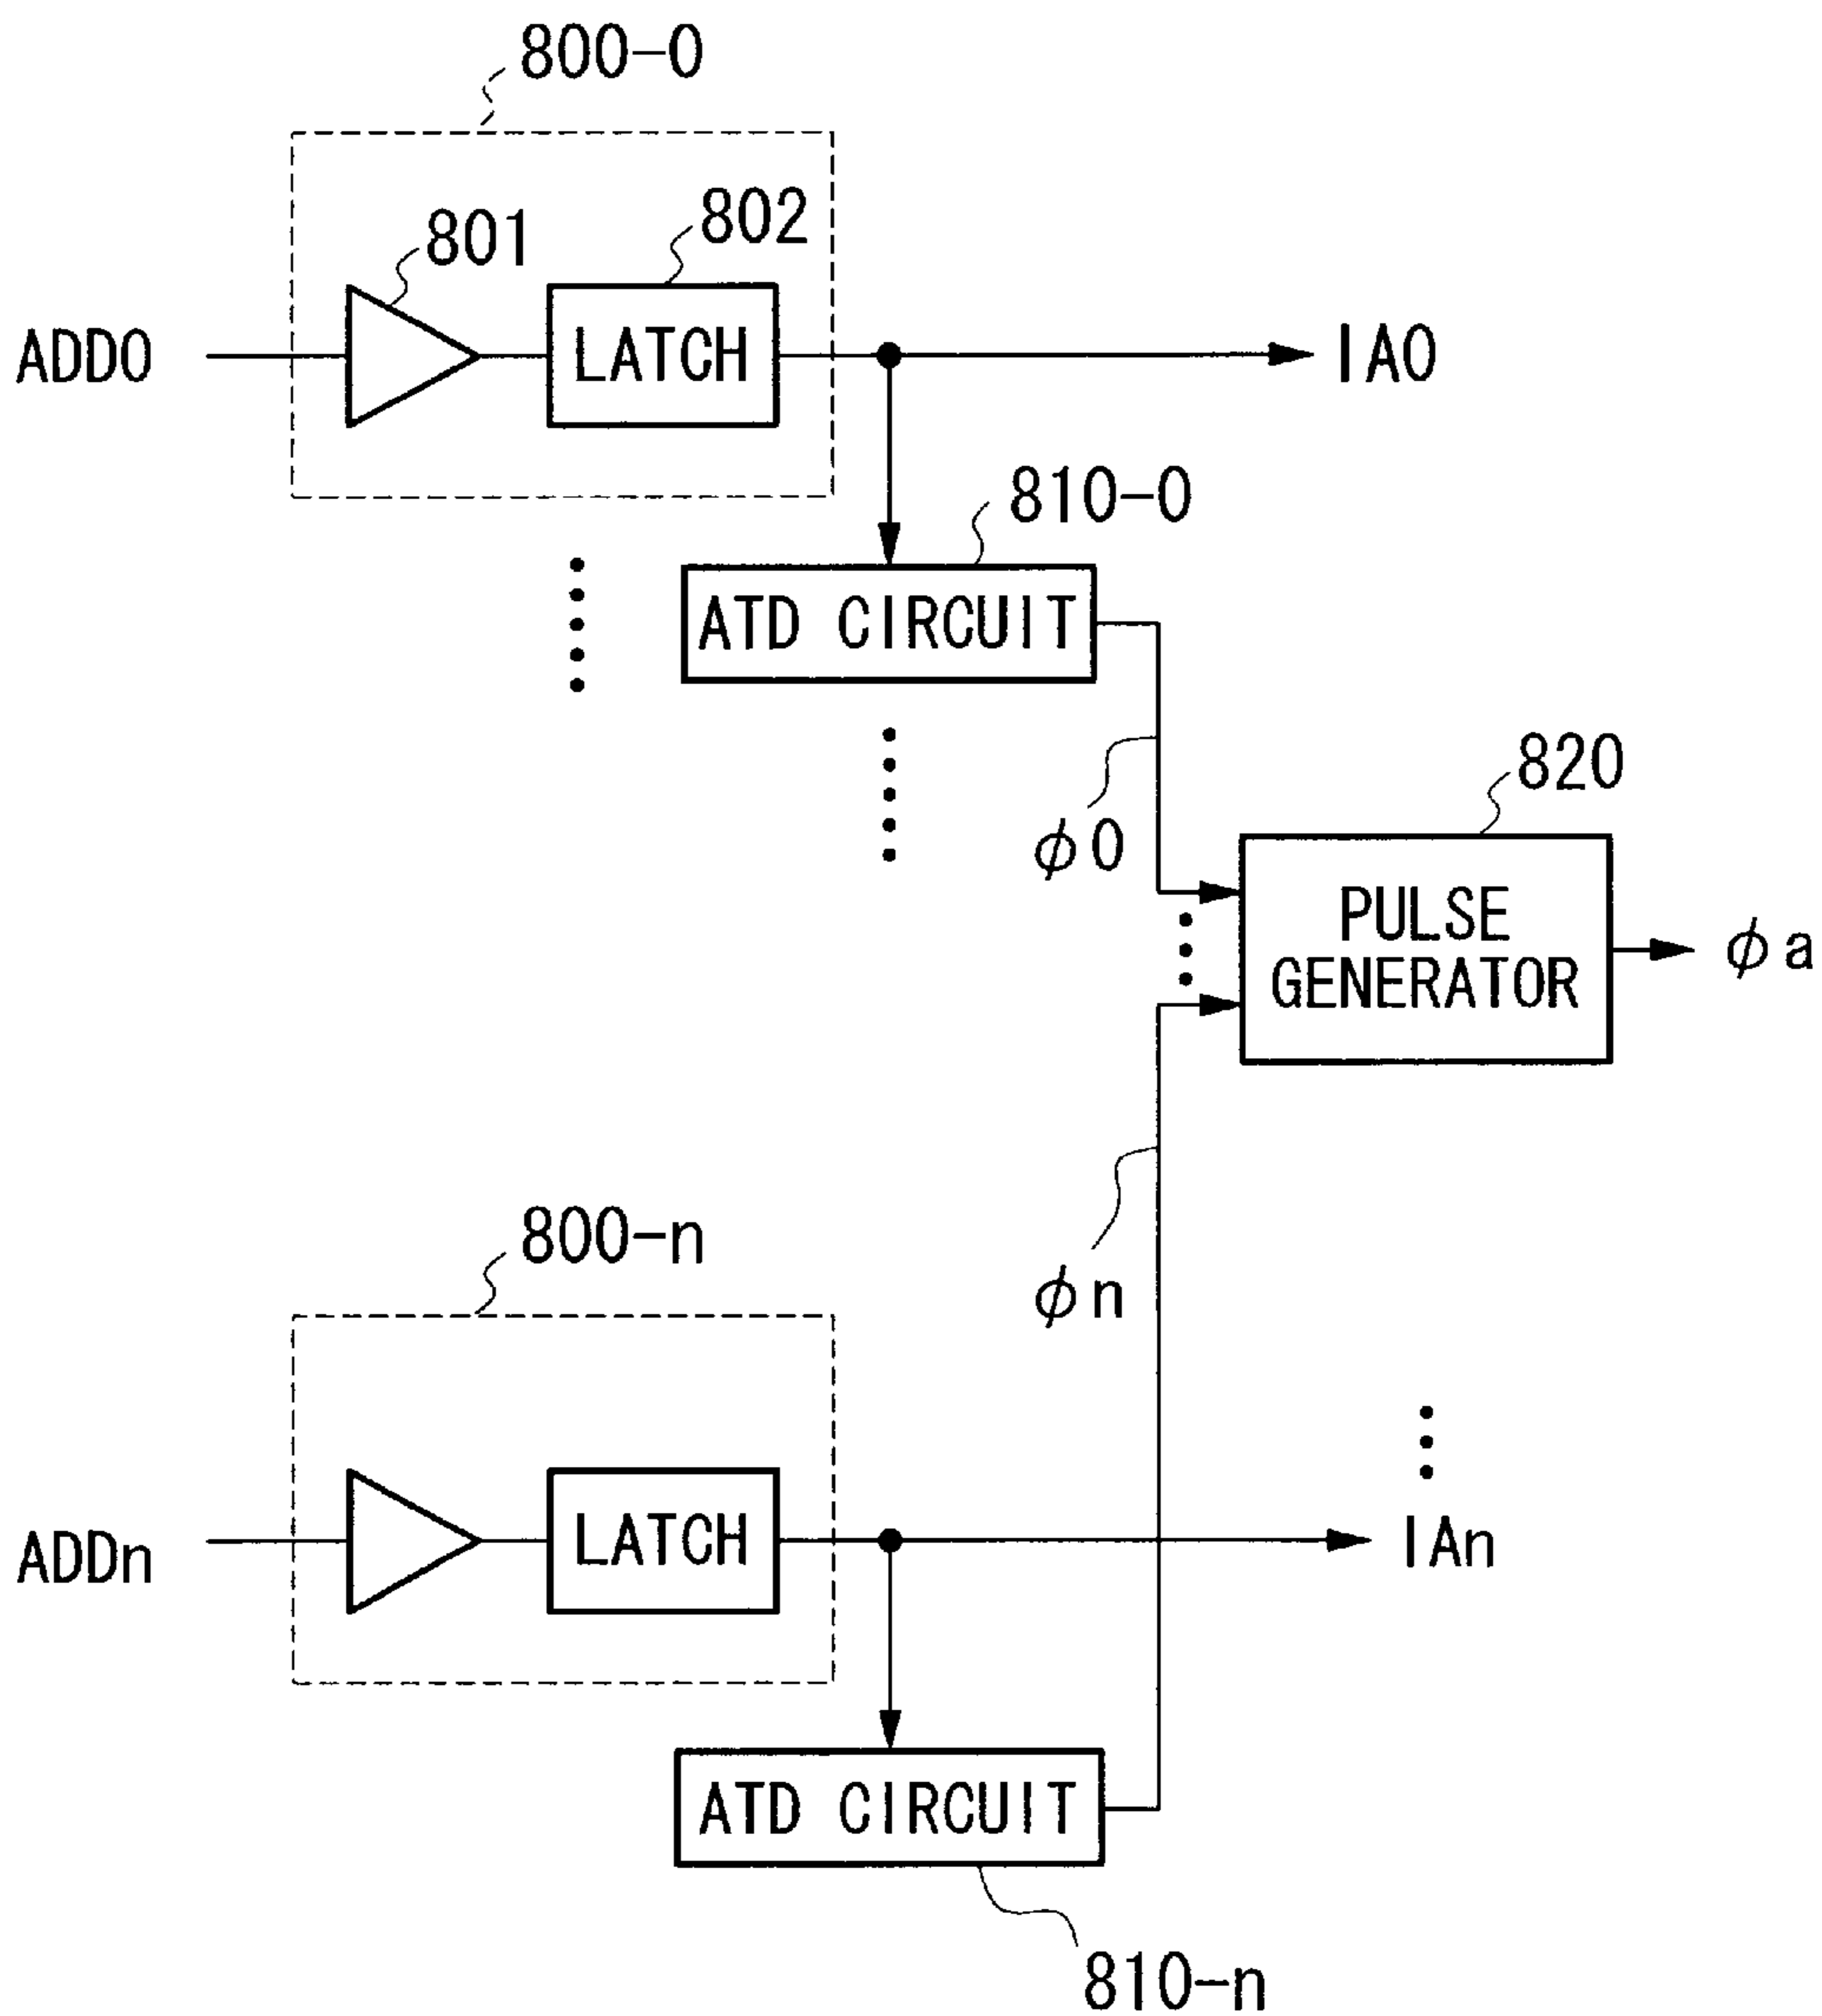 800-0
801
802
ADD0
LATCH
IA0
810-0
ATD CIRCUIT
820
φ0
PULSE
GENERATOR
φa
800-n
φn
ADDn
LATCH
IAn
ATD CIRCUIT
810-n